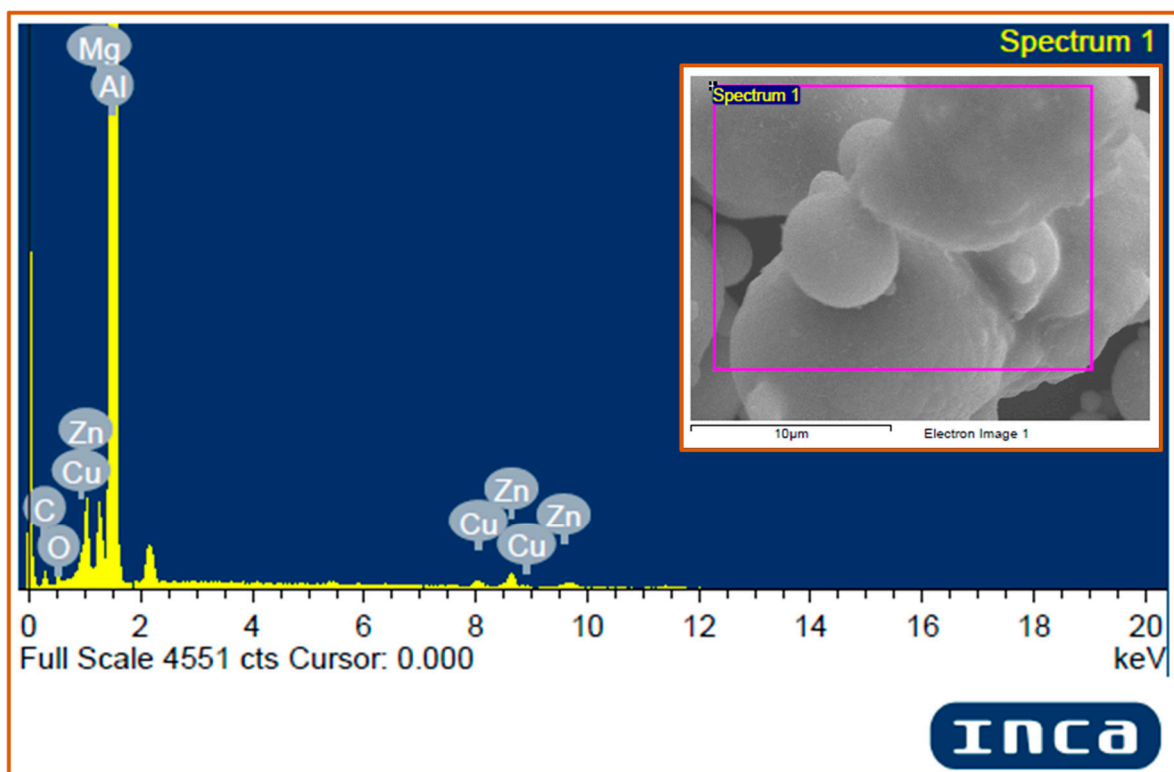 Spectrum 1
Mg
Al
Zn
Cu
C
O
Cu
Zn
Cu
Zn
Spectrum 1
10µm
Electron Image 1
0 2 4 6 8 10 12 14 16 18 20
Full Scale 4551 cts Cursor: 0.000 keV
INCA